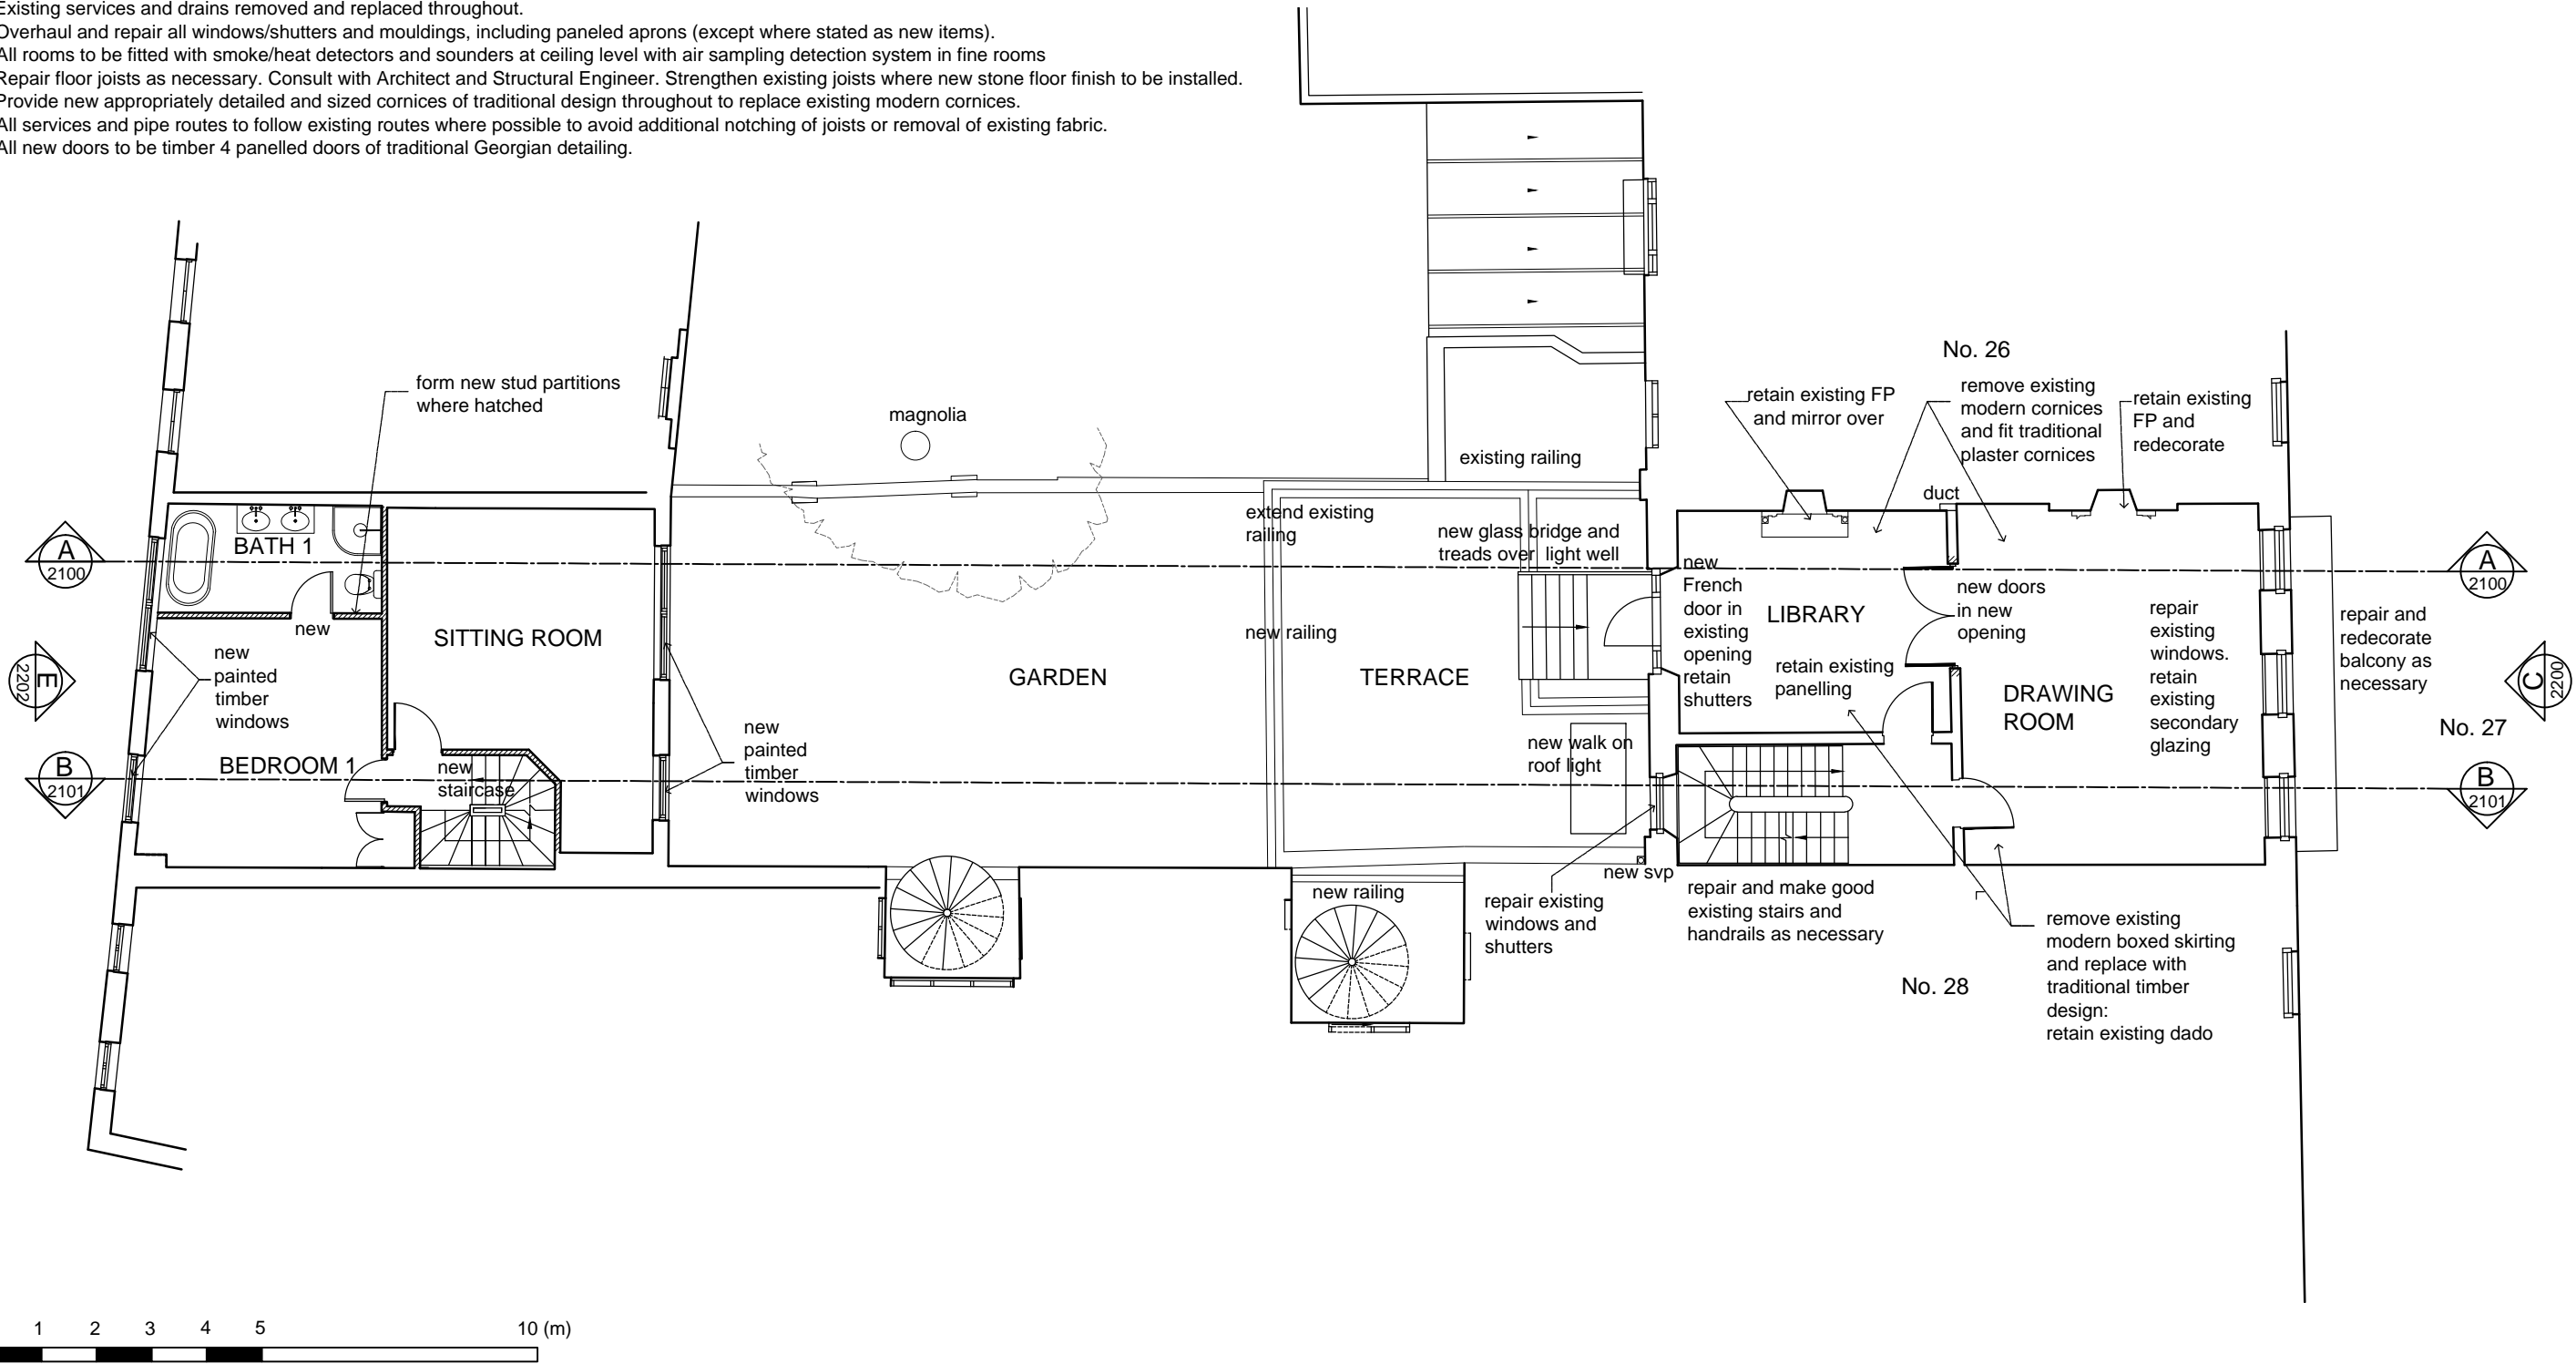 Existing services and drains removed and replaced throughout.
Overhaul and repair all windows/shutters and mouldings, including paneled aprons (except where stated as new items).
All rooms to be fitted with smoke/heat detectors and sounders at ceiling level with air sampling detection system in fine rooms
Repair floor joists as necessary. Consult with Architect and Structural Engineer. Strengthen existing joists where new stone floor finish to be installed.
Provide new appropriately detailed and sized cornices of traditional design throughout to replace existing modern cornices.
All services and pipe routes to follow existing routes where possible to avoid additional notching of joists or removal of existing fabric.
All new doors to be timber 4 panelled doors of traditional Georgian detailing.
form new stud partitions
where hatched
magnolia
existing railing
No. 26
retain existing FP
and mirror over
remove existing
modern cornices
and fit traditional
plaster cornices
retain existing
FP and
redecorate
duct
A
2100
BATH 1
new
extend existing
railing
new glass bridge and
treads over light well
new
French
door in
existing
opening
retain
shutters
LIBRARY
new doors
in new
opening
A
2100
E
2202
new
painted
timber
windows
SITTING ROOM
GARDEN
new railing
TERRACE
retain existing
panelling
DRAWING
ROOM
repair
existing
windows.
retain
existing
secondary
glazing
repair and
redecorate
balcony as
necessary
C
2200
No. 27
B
2101
BEDROOM 1
new
staircase
new
painted
timber
windows
new walk on
roof light
B
2101
new railing
repair existing
windows and
shutters
new svp
repair and make good
existing stairs and
handrails as necessary
No. 28
remove existing
modern boxed skirting
and replace with
traditional timber
design:
retain existing dado
1 2 3 4 5 10 (m)